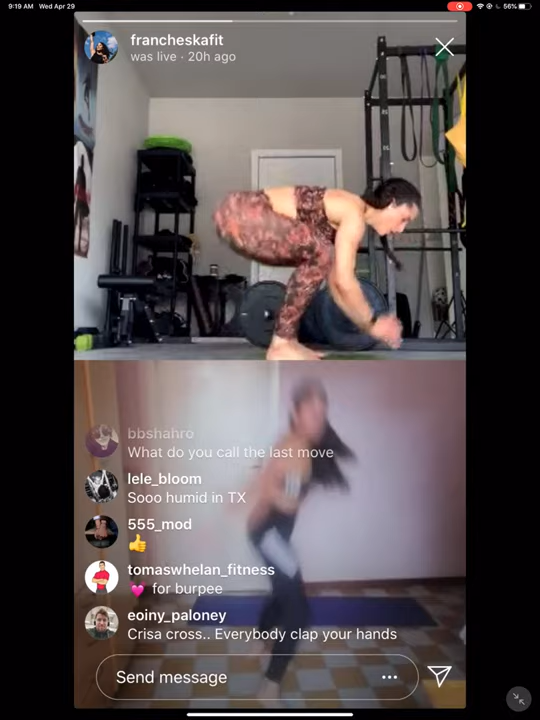 9:19 AM Wed Apr 29
56%
francheskafit
was live · 20h ago
bbshahro
What do you call the last move
lele_bloom
Sooo humid in TX
555_mod
👍
tomaswhelan_fitness
💓 for burpee
eoiny_paloney
Crisa cross.. Everybody clap your hands
Send message